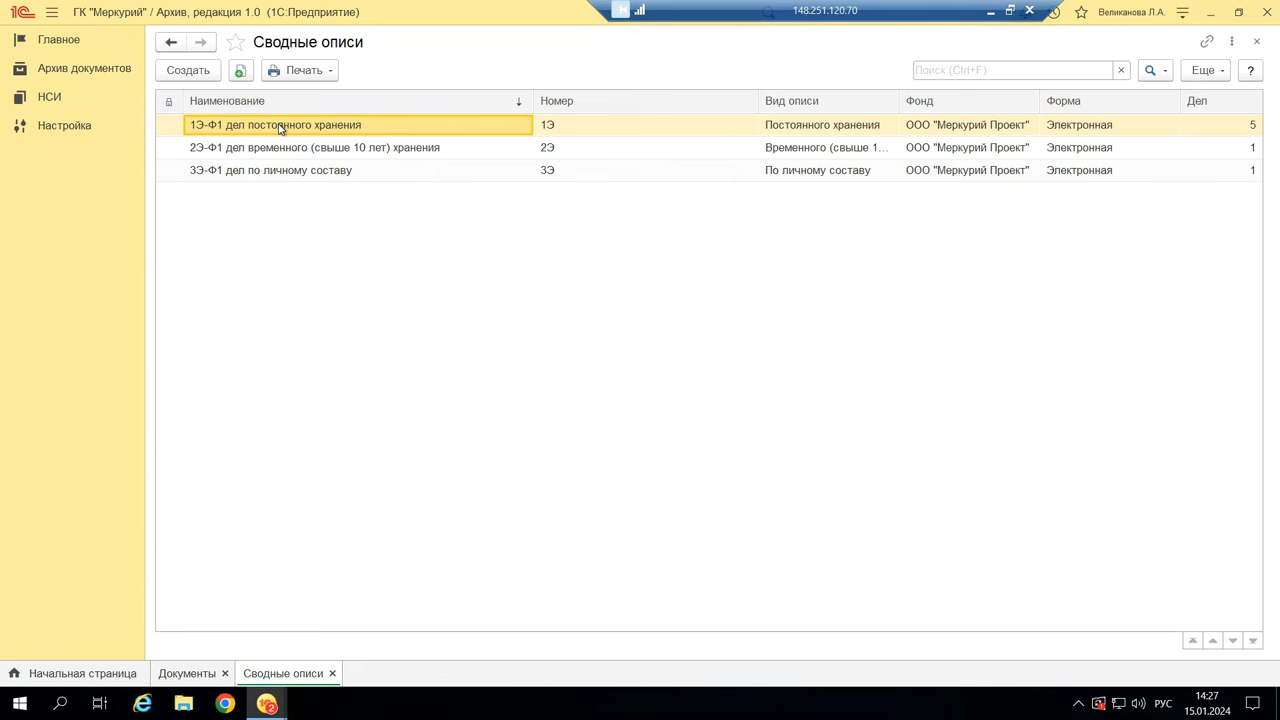 ГК "Меркурий" / Архив, редакция 1.0 (1С:Предприятие)
148.251.120.70
Великанова Л.А.
Главное
Архив документов
НСИ
Настройка
Сводные описи
Создать
Печать
Поиск (Ctrl+F)
Еще
?
Наименование
Номер
Вид описи
Фонд
Форма
Дел
1Э-Ф1 дел постоянного хранения
1Э
Постоянного хранения
ООО "Меркурий Проект"
Электронная
5
2Э-Ф1 дел временного (свыше 10 лет) хранения
2Э
Временного (свыше 1...
ООО "Меркурий Проект"
Электронная
1
3Э-Ф1 дел по личному составу
3Э
По личному составу
ООО "Меркурий Проект"
Электронная
1
Начальная страница
Документы
Сводные описи
РУС
14:27
15.01.2024